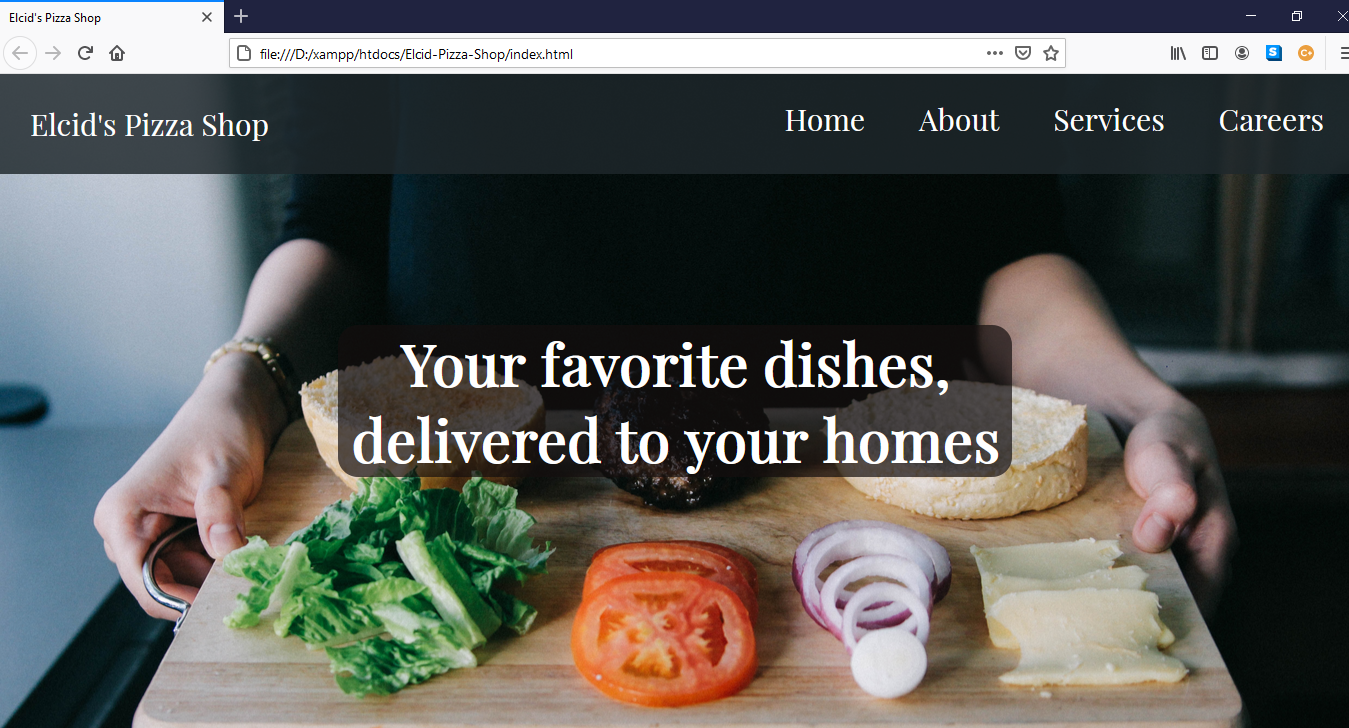 Elcid's Pizza Shop
file:///D:/xampp/htdocs/Elcid-Pizza-Shop/index.html
Elcid's Pizza Shop
Home About Services Careers
Your favorite dishes,
delivered to your homes